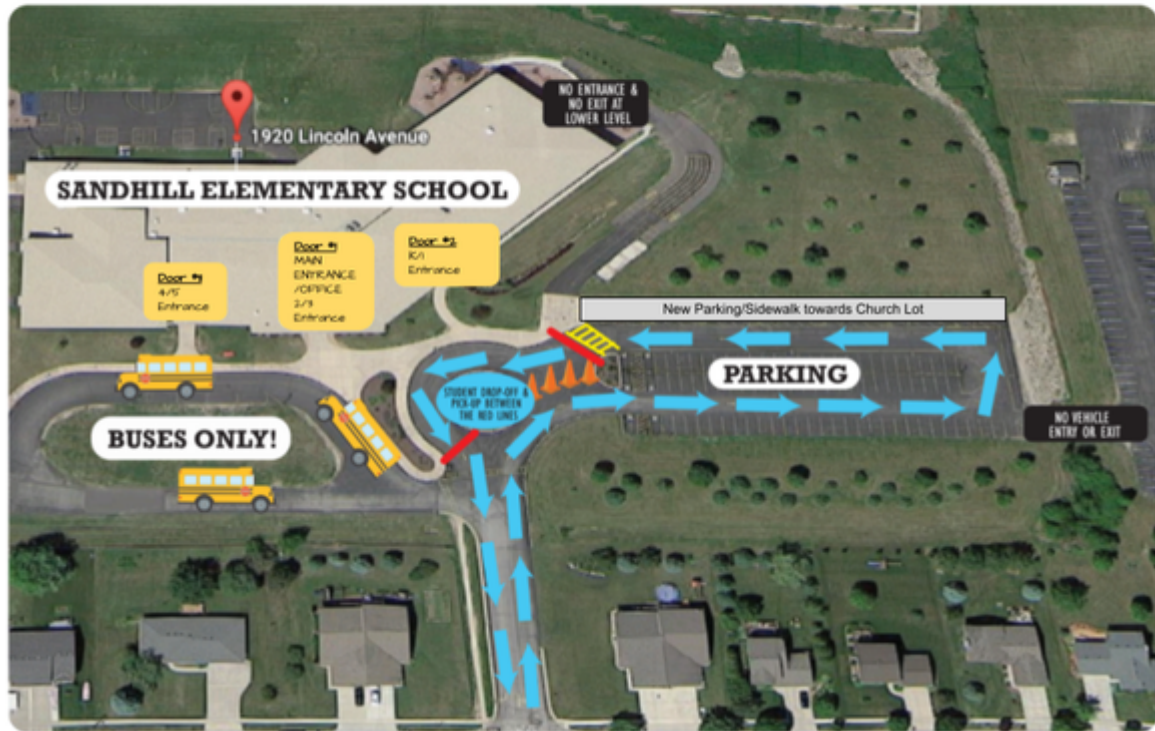 NO ENTRANCE &
NO EXIT AT
LOWER LEVEL
1920 Lincoln Avenue
SANDHILL ELEMENTARY SCHOOL
Door #4
4/5
Entrance
Door #1
MAIN
ENTRANCE
/OFFICE
2/3
Entrance
Door #2
K/1
Entrance
New Parking/Sidewalk towards Church Lot
PARKING
STUDENT DROP-OFF &
PICK-UP BETWEEN
THE RED LINES
BUSES ONLY!
NO VEHICLE
ENTRY OR EXIT